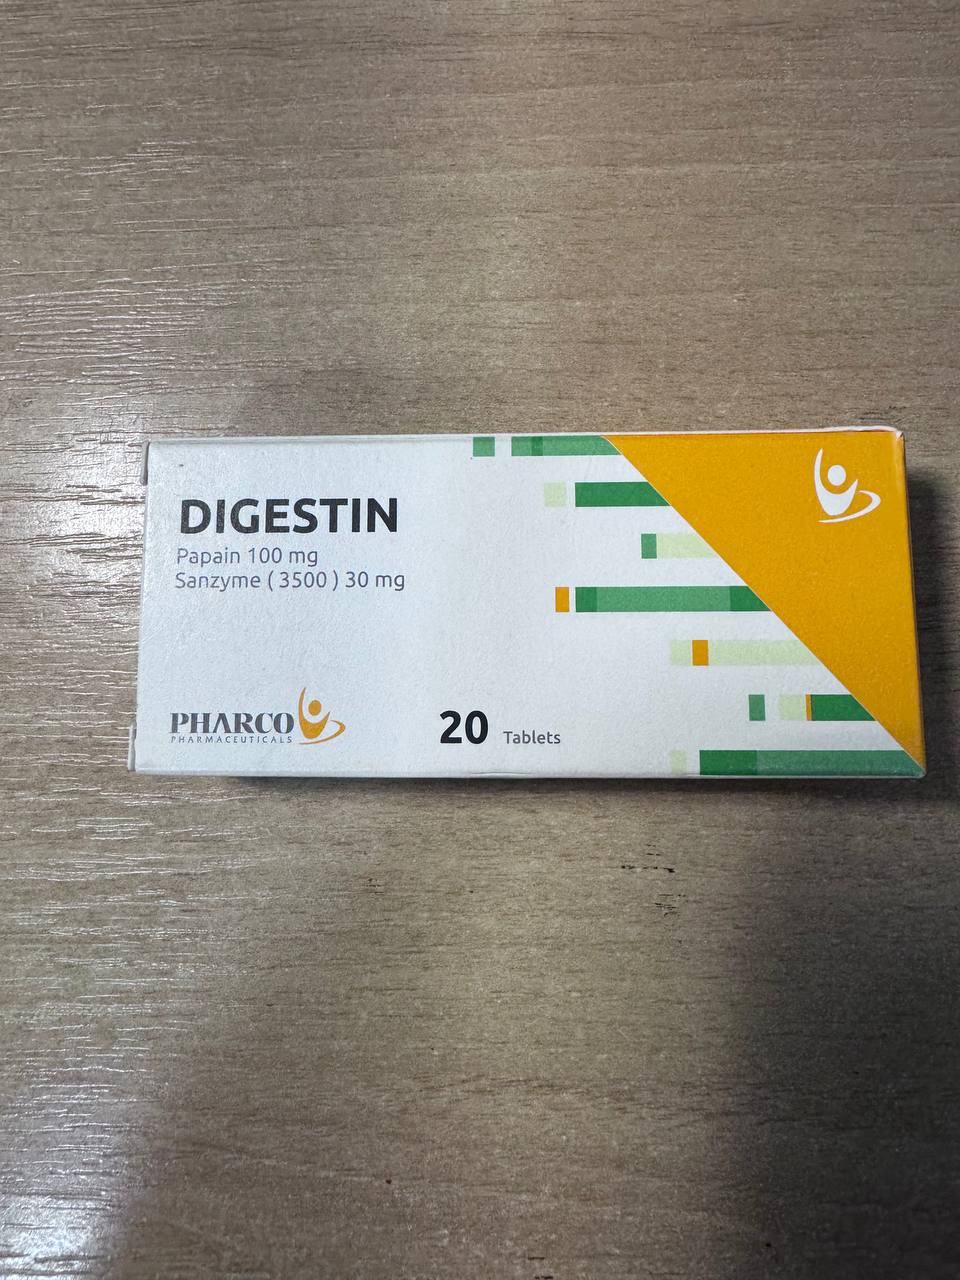 DIGESTIN
Papain 100 mg
Sanzyme ( 3500 ) 30 mg
PHARCO
PHARMACEUTICALS
20 Tablets